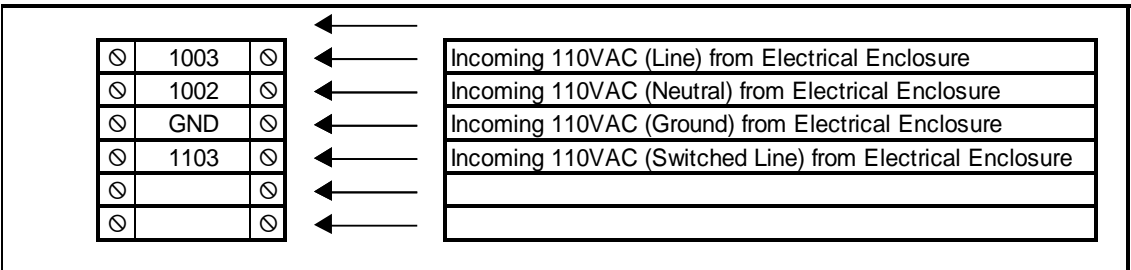 1003 Incoming 110VAC (Line) from Electrical Enclosure
1002 Incoming 110VAC (Neutral) from Electrical Enclosure
GND Incoming 110VAC (Ground) from Electrical Enclosure
1103 Incoming 110VAC (Switched Line) from Electrical Enclosure